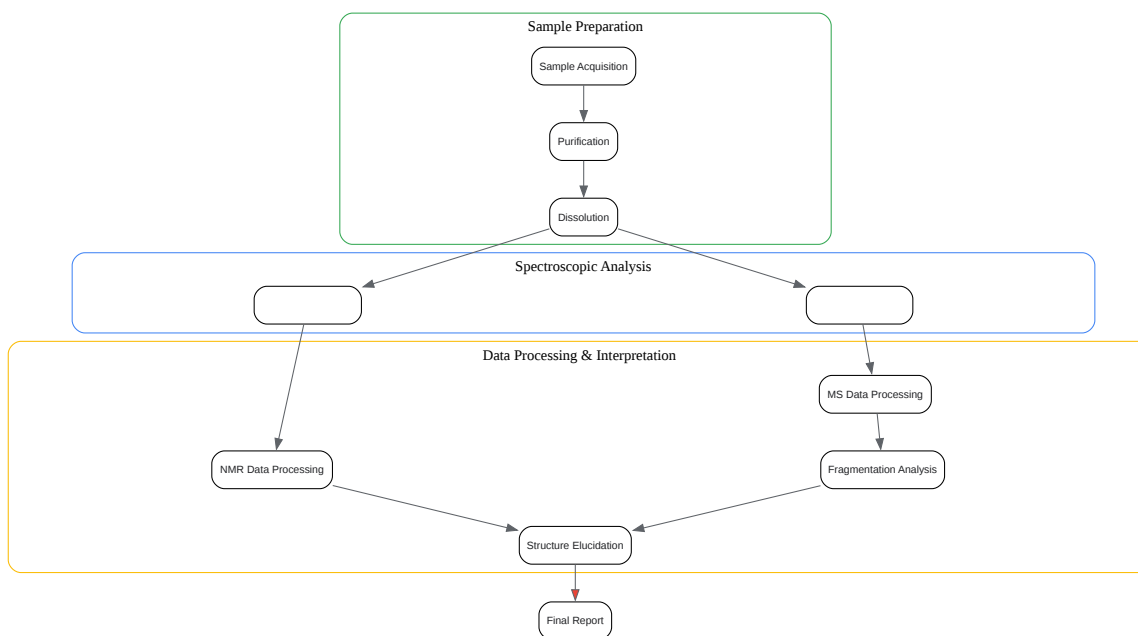 Sample Preparation
Sample Acquisition
Purification
Dissolution
Spectroscopic Analysis
Data Processing & Interpretation
MS Data Processing
NMR Data Processing
Fragmentation Analysis
Structure Elucidation
Final Report